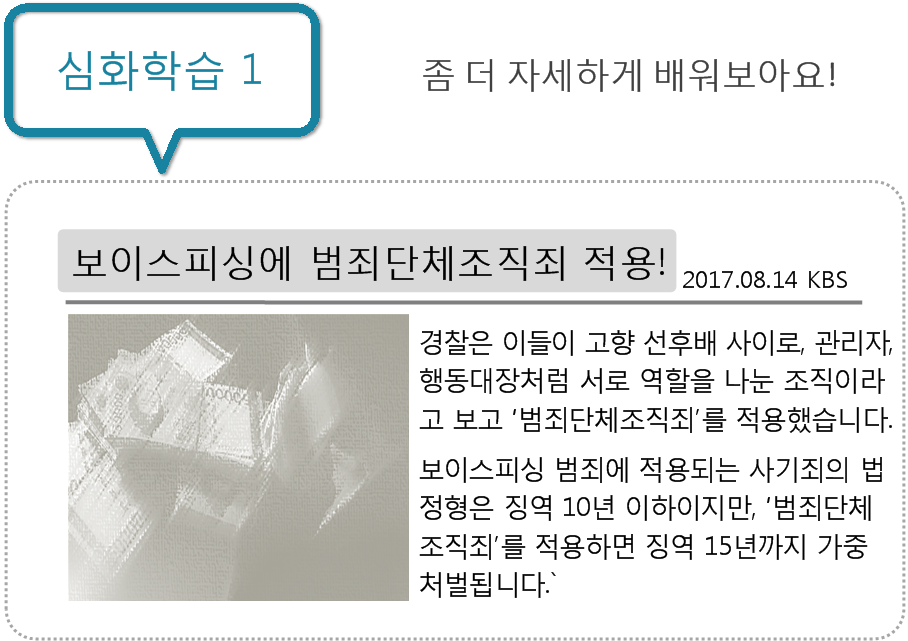 심화학습 1
좀 더 자세하게 배워보아요!
보이스피싱에 범죄단체조직죄 적용!
2017.08.14 KBS
경찰은 이들이 고향 선후배 사이로, 관리자,
행동대장처럼 서로 역할을 나눈 조직이라
고 보고 ‘범죄단체조직죄’를 적용했습니다.
보이스피싱 범죄에 적용되는 사기죄의 법
정형은 징역 10년 이하이지만, ‘범죄단체
조직죄’를 적용하면 징역 15년까지 가중
처벌됩니다.`